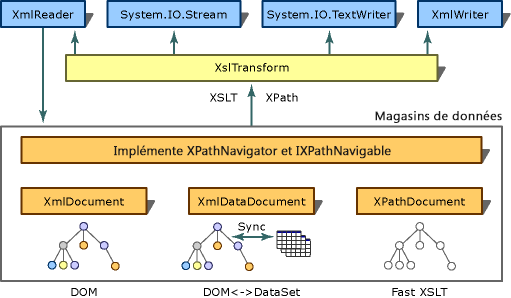 XmlReader
System.IO.Stream
System.IO.TextWriter
XmlWriter
XslTransform
XSLT
XPath
Magasins de données
Implémente XPathNavigator et IXPathNavigable
XmlDocument
XmlDataDocument
XPathDocument
Sync
DOM
DOM<->DataSet
Fast XSLT